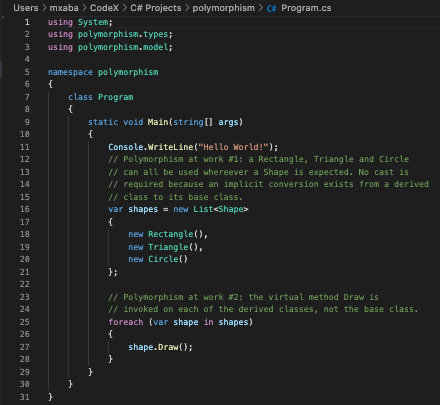 Users > mxaba > CodeX > C# Projects > polymorphism > C# Program.cs
1 using System;
2 using polymorphism.types;
3 using polymorphism.model;
4
5 namespace polymorphism
6 {
7 class Program
8 {
9 static void Main(string[] args)
10 {
11 Console.WriteLine("Hello World!");
12 // Polymorphism at work #1: a Rectangle, Triangle and Circle
13 // can all be used whereever a Shape is expected. No cast is
14 // required because an implicit conversion exists from a derived
15 // class to its base class.
16 var shapes = new List<Shape>
17 {
18 new Rectangle(),
19 new Triangle(),
20 new Circle()
21 };
22
23 // Polymorphism at work #2: the virtual method Draw is
24 // invoked on each of the derived classes, not the base class.
25 foreach (var shape in shapes)
26 {
27 shape.Draw();
28 }
29 }
30 }
31 }